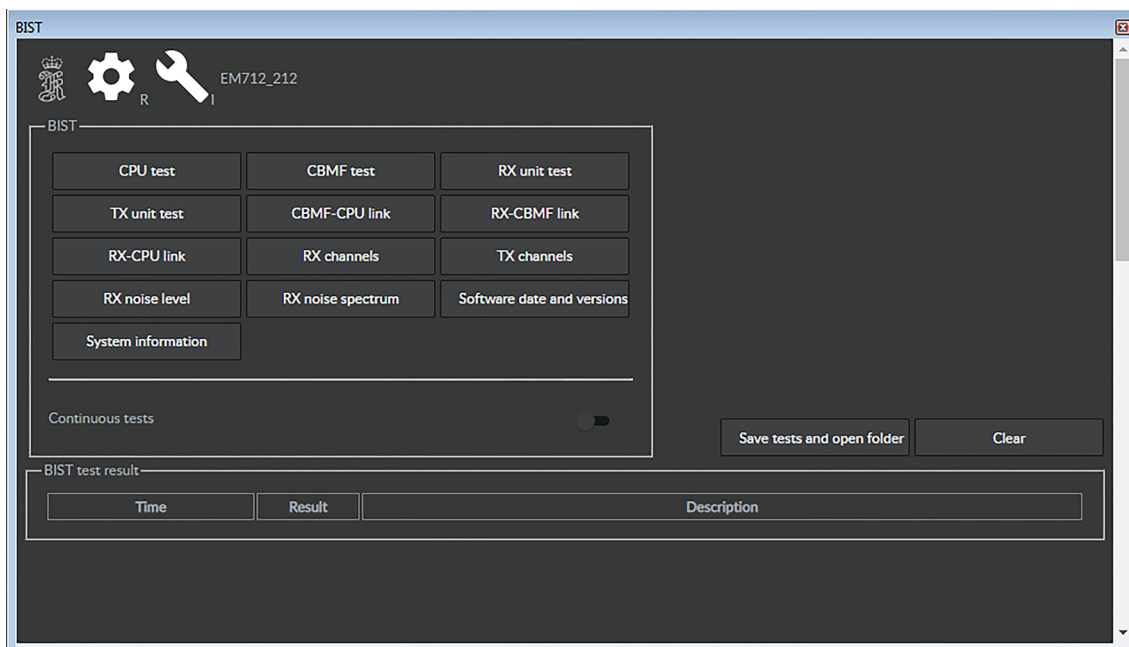 BIST
R
I
EM712_212
BIST
CPU test
CBMF test
RX unit test
TX unit test
CBMF-CPU link
RX-CBMF link
RX-CPU link
RX channels
TX channels
RX noise level
RX noise spectrum
Software date and versions
System information
Continuous tests
Save tests and open folder
Clear
BIST test result
Time
Result
Description